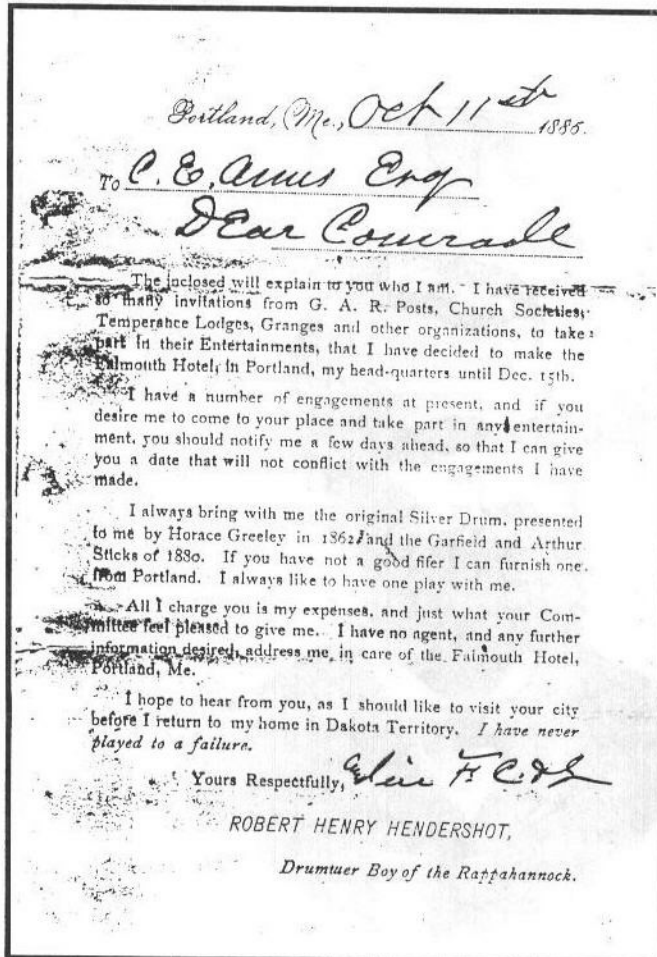 Portland, Me., Oct 11st 1885.
To C. E. Ames Esq
Dear Comrade
The inclosed will explain to you who I am. I have received
so many invitations from G. A. R. Posts, Church Societies,
Temperance Lodges, Granges and other organizations, to take
part in their Entertainments, that I have decided to make the
Falmouth Hotel, in Portland, my head-quarters until Dec. 15th.
I have a number of engagements at present, and if you
desire me to come to your place and take part in any entertain-
ment, you should notify me a few days ahead, so that I can give
you a date that will not conflict with the engagements I have
made.
I always bring with me the original Silver Drum, presented
to me by Horace Greeley in 1862, and the Garfield and Arthur
Sticks of 1880. If you have not a good fifer I can furnish one
from Portland. I always like to have one play with me.
All I charge you is my expenses, and just what your Com-
mittee feel pleased to give me. I have no agent, and any further
information desired, address me, in care of the Falmouth Hotel,
Portland, Me.
I hope to hear from you, as I should like to visit your city
before I return to my home in Dakota Territory. I have never
played to a failure.
Yours Respectfully,
ROBERT HENRY HENDERSHOT,
Drummer Boy of the Rappahannock.